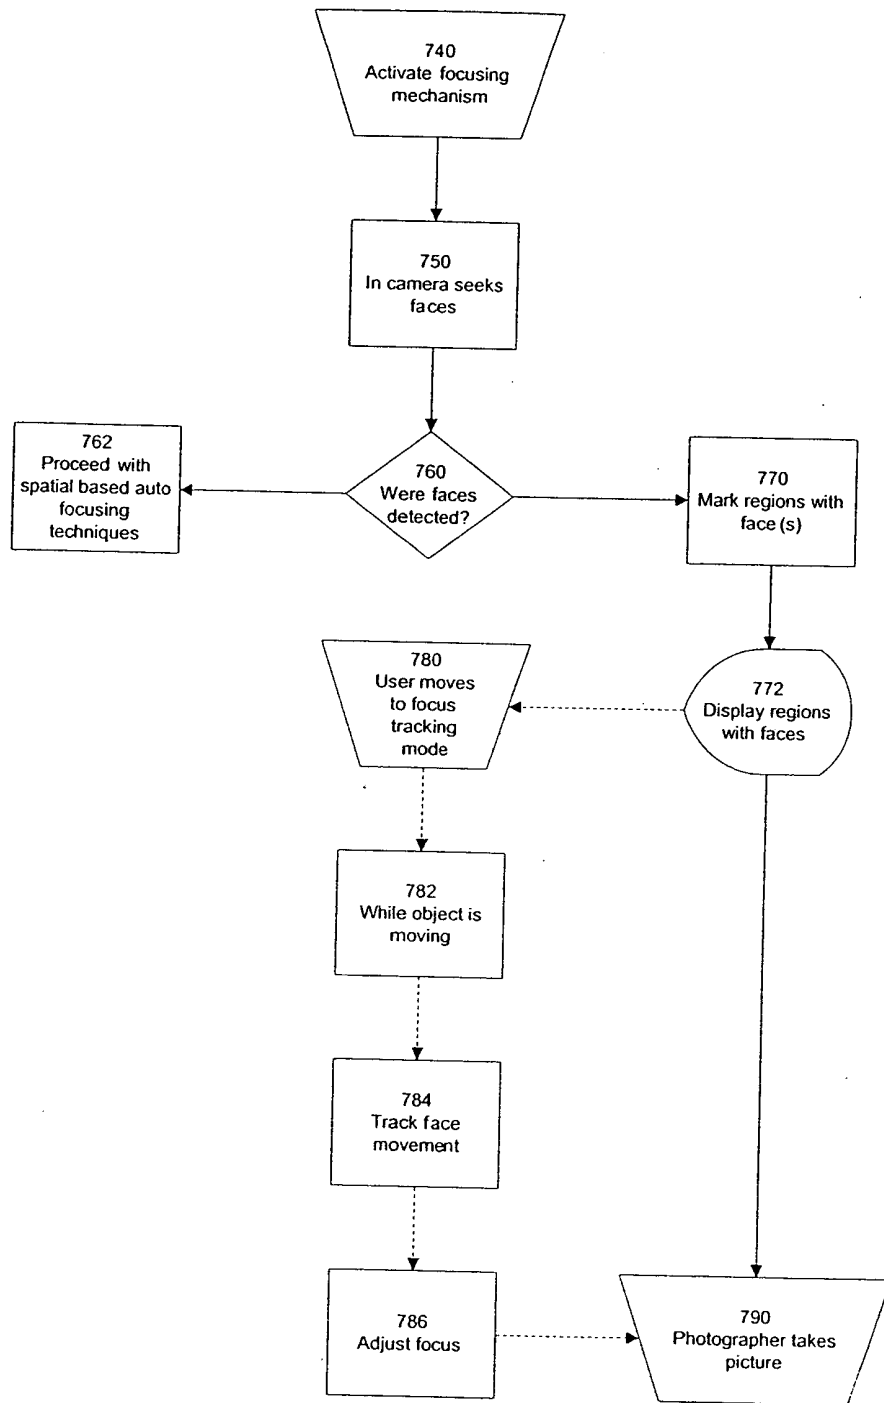 740
Activate focusing
mechanism
750
In camera seeks
faces
762
Proceed with
spatial based auto
focusing
techniques
760
Were faces
detected?
770
Mark regions with
face (s)
780
User moves
to focus
tracking
mode
772
Display regions
with faces
782
While object is
moving
784
Track face
movement
786
Adjust focus
790
Photographer takes
picture